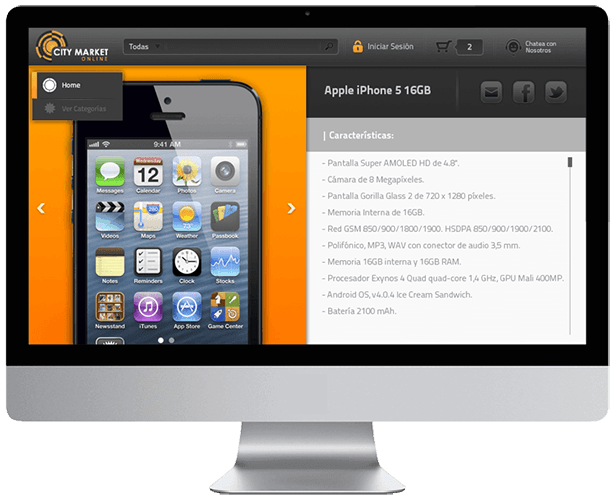 CITY MARKET
ONLINE
Todas
Iniciar Sesión
2
Chatea con
Nosotros
Home
Ver Categorías
Apple iPhone 5 16GB
| Características:
- Pantalla Super AMOLED HD de 4.8".
- Cámara de 8 Megapíxeles.
- Pantalla Gorilla Glass 2 de 720 x 1280 píxeles.
- Memoria Interna de 16GB.
- Red GSM 850/900/1800/1900. HSDPA 850/900/1900/2100.
- Polifónico, MP3, WAV con conector de audio 3,5 mm.
- Memoria 16GB interna y 16GB RAM.
- Procesador Exynos 4 Quad quad-core 1,4 GHz, GPU Mali 400MP.
- Android OS, v4.0.4 Ice Cream Sandwich.
- Batería 2100 mAh.
9:41 AM
Wednesday
12
73°
Messages Calendar Photos Camera
Videos Maps Weather Passbook
Notes Reminders Clock Stocks
Newsstand iTunes App Store Game Center